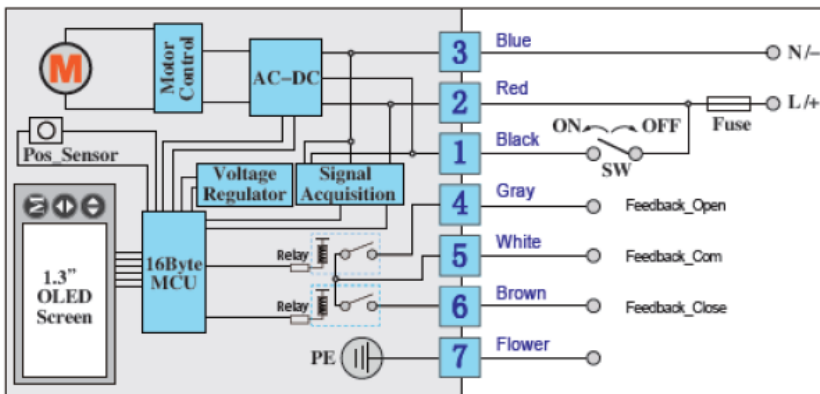 M
Motor
Control
AC-DC
3
Blue
N/-
2
Red
L/+
Fuse
ON
OFF
1
Black
SW
Pos_Sensor
Voltage
Regulator
Signal
Acquisition
4
Gray
Feedback_Open
M
1.3"
OLED
Screen
16Byte
MCU
Relay
5
White
Feedback_Com
Relay
6
Brown
Feedback_Close
PE
7
Flower